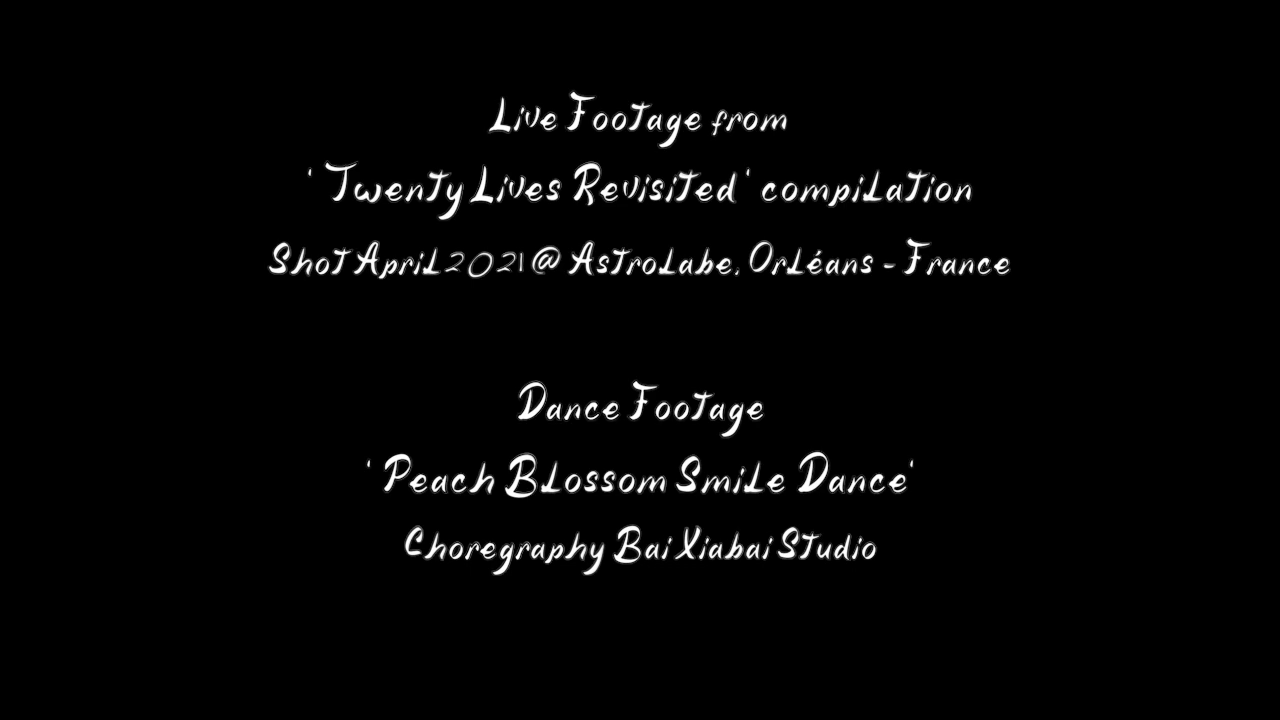 Live Footage from
'Twenty Lives Revisited' compilation
Shot April 2021 @ Astrolabe, Orléans - France
Dance Footage
'Peach Blossom Smile Dance'
Choregraphy Bai Xiabai Studio